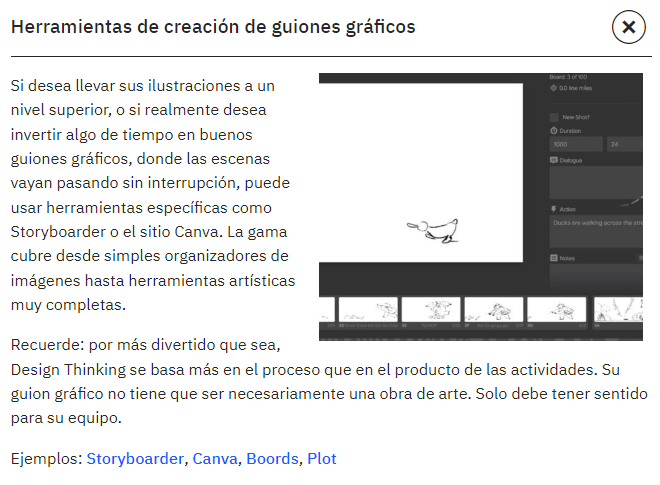 Herramientas de creación de guiones gráficos
Si desea llevar sus ilustraciones a un
nivel superior, o si realmente desea
invertir algo de tiempo en buenos
guiones gráficos, donde las escenas
vayan pasando sin interrupción, puede
usar herramientas específicas como
Storyboarder o el sitio Canva. La gama
cubre desde simples organizadores de
imágenes hasta herramientas artísticas
muy completas.
Board: 3 of 100
0.0 line miles
New Shot?
Duration
1000 24
Dialogue
Action
Ducks are walking across the stre
Notes
Recuerde: por más divertido que sea,
Design Thinking se basa más en el proceso que en el producto de las actividades. Su
guion gráfico no tiene que ser necesariamente una obra de arte. Solo debe tener sentido
para su equipo.
Ejemplos: Storyboarder, Canva, Boords, Plot